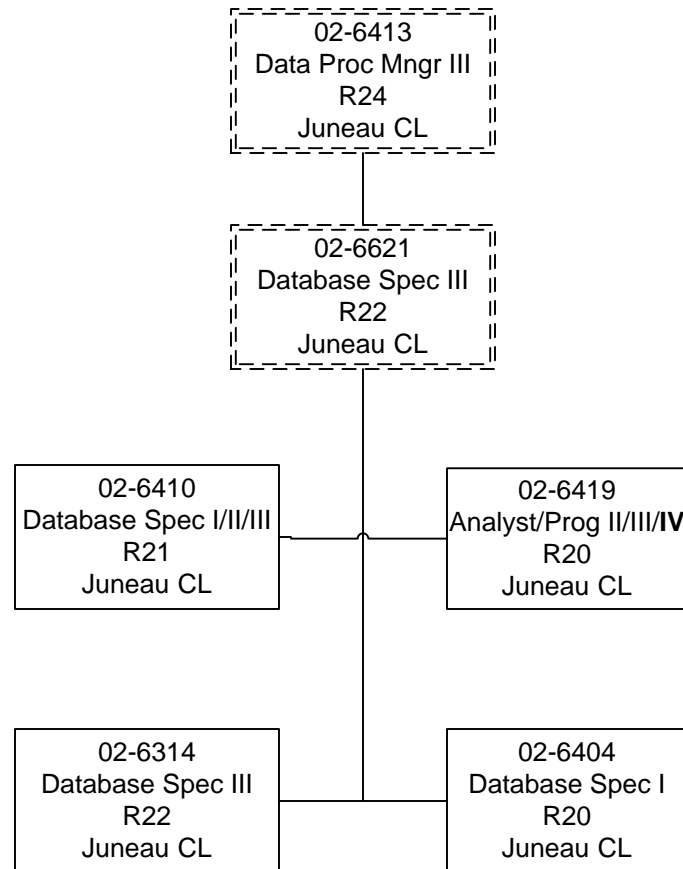 02-6413
Data Proc Mngr III
R24
Juneau CL
02-6621
Database Spec III
R22
Juneau CL
02-6410
Database Spec I/II/III
R21
Juneau CL
02-6419
Analyst/Prog II/III/IV
R20
Juneau CL
02-6314
Database Spec III
R22
Juneau CL
02-6404
Database Spec I
R20
Juneau CL